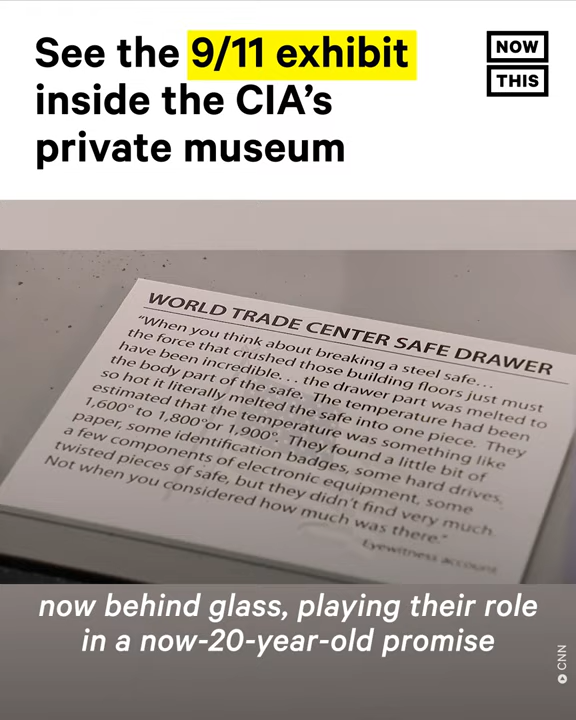 See the 9/11 exhibit
inside the CIA's
private museum
NOW
THIS
WORLD TRADE CENTER SAFE DRAWER
"When you think about breaking a steel safe...
the force that crushed those building floors just must
have been incredible... the drawer part was melted to
the body part of the safe. The temperature had been
so hot it literally melted the safe into one piece. They
estimated that the temperature was something like
1,600° to 1,800° or 1,900°. They found a little bit of
paper, some identification badges, some hard drives,
a few components of electronic equipment, some
twisted pieces of safe, but they didn't find very much.
Not when you considered how much was there."
Eyewitness account
now behind glass, playing their role
in a now-20-year-old promise
CNN